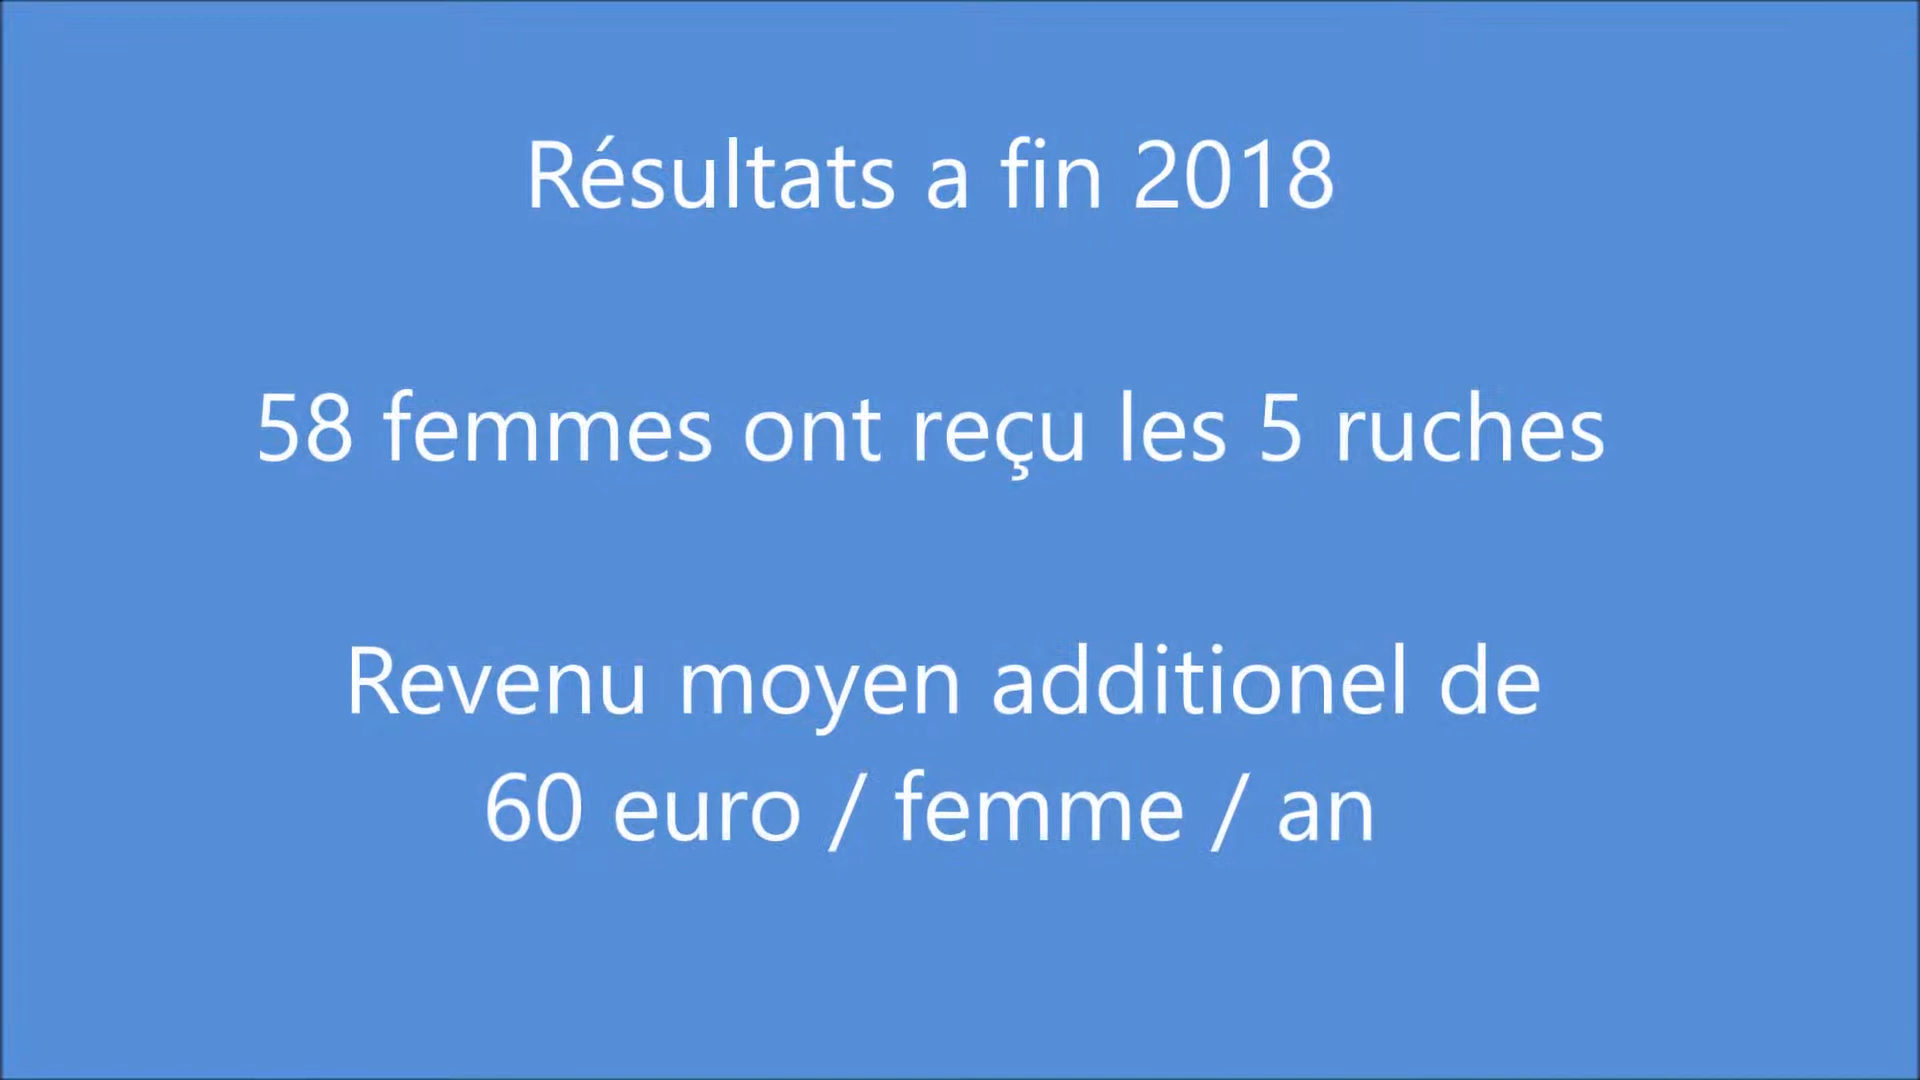 Résultats a fin 2018
58 femmes ont reçu les 5 ruches
Revenu moyen additionel de
60 euro / femme / an